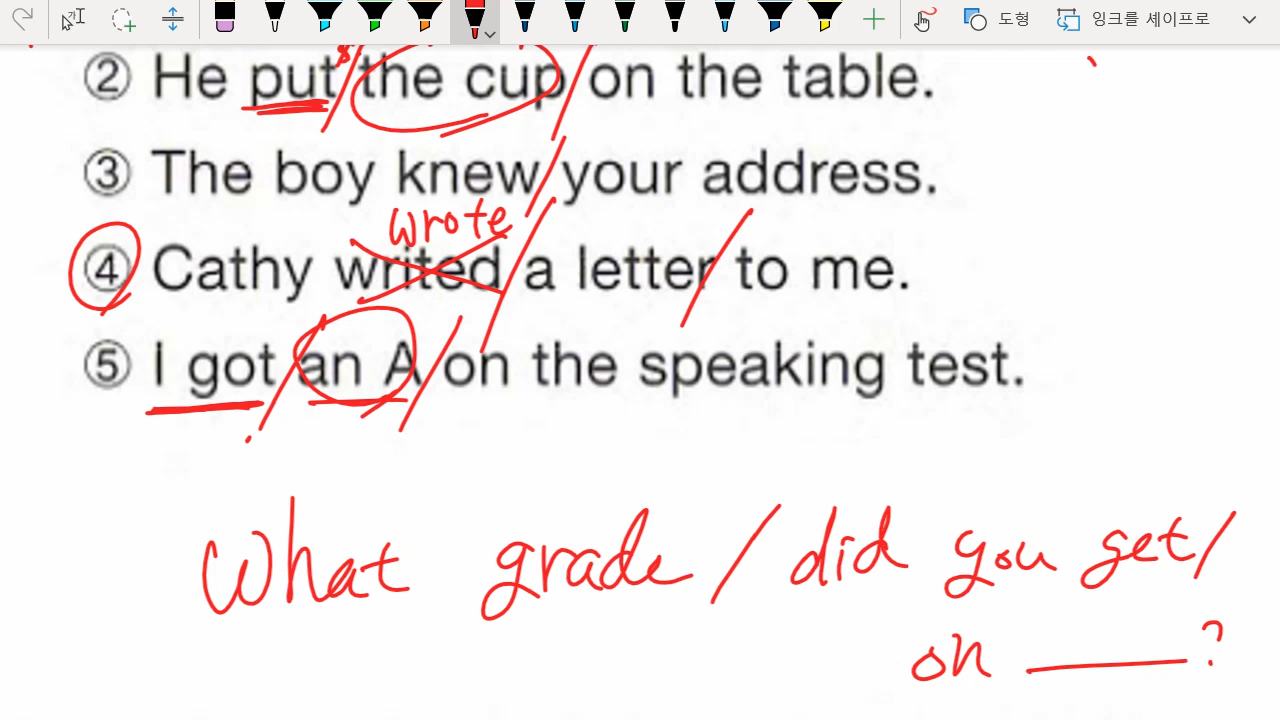 도형 잉크를 셰이프로
② He put the cup on the table.
③ The boy knew your address.
wrote
④ Cathy writed a letter to me.
⑤ I got an A on the speaking test.
What grade / did you get /
on ___?